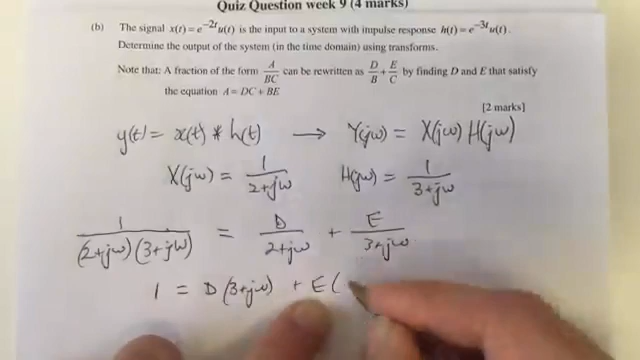 Quiz Question week 9 (4 marks)
(b) The signal x(t)=e^{-2t}u(t) is the input to a system with impulse response h(t)=e^{-3t}u(t).
Determine the output of the system (in the time domain) using transforms.
Note that: A fraction of the form A/BC can be rewritten as D/B + E/C by finding D and E that satisfy
the equation A = DC + BE
[2 marks]
y(t) = x(t) * h(t) → Y(jω) = X(jω) H(jω)
X(jω) = 1/(2+jω) H(jω) = 1/(3+jω)
1/((2+jω)(3+jω)) = D/(2+jω) + E/(3+jω)
1 = D(3+jω) + E(